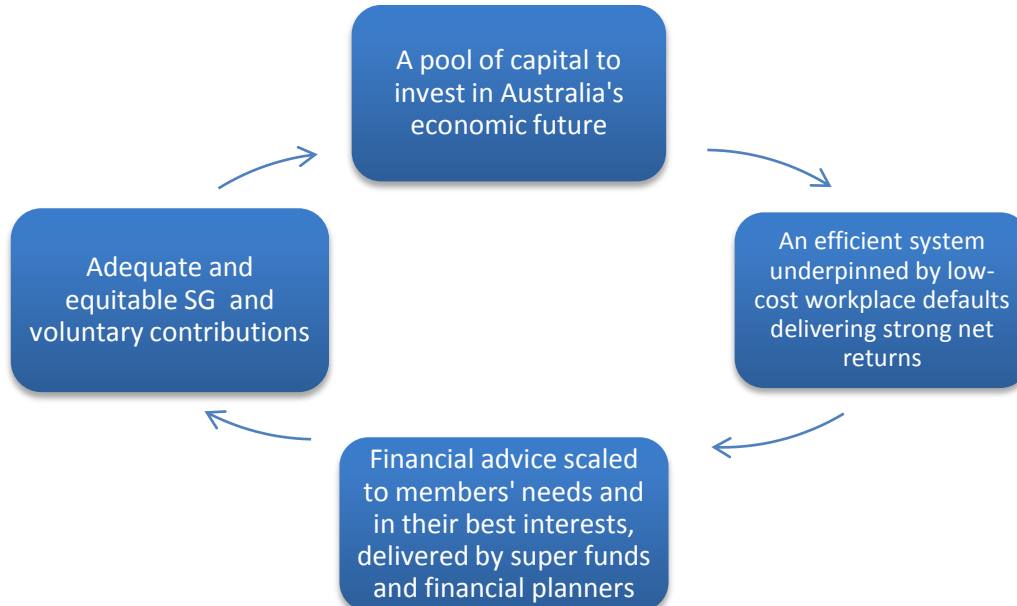 A pool of capital to
invest in Australia's
economic future
An efficient system
underpinned by low-
cost workplace defaults
delivering strong net
returns
Adequate and
equitable SG  and
voluntary contributions
Financial advice scaled
to members' needs and
in their best interests,
delivered by super funds
and financial planners